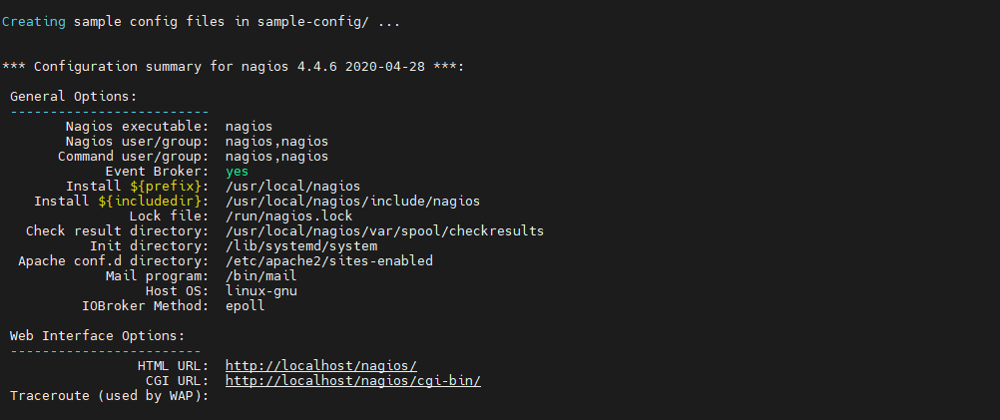 Creating sample config files in sample-config/ ...
*** Configuration summary for nagios 4.4.6 2020-04-28 ***:
General Options:
-------------------------
Nagios executable: nagios
Nagios user/group: nagios,nagios
Command user/group: nagios,nagios
Event Broker: yes
Install ${prefix}: /usr/local/nagios
Install ${includedir}: /usr/local/nagios/include/nagios
Lock file: /run/nagios.lock
Check result directory: /usr/local/nagios/var/spool/checkresults
Init directory: /lib/systemd/system
Apache conf.d directory: /etc/apache2/sites-enabled
Mail program: /bin/mail
Host OS: linux-gnu
IOBroker Method: epoll
Web Interface Options:
------------------------
HTML URL: http://localhost/nagios/
CGI URL: http://localhost/nagios/cgi-bin/
Traceroute (used by WAP):